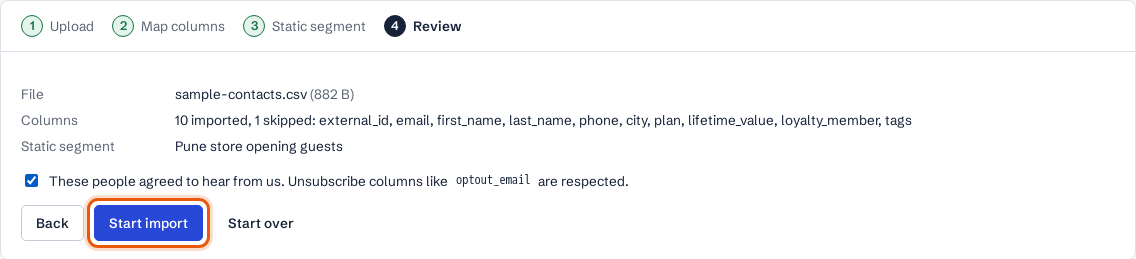 1 Upload 2 Map columns 3 Static segment 4 Review
File sample-contacts.csv (882 B)
Columns 10 imported, 1 skipped: external_id, email, first_name, last_name, phone, city, plan, lifetime_value, loyalty_member, tags
Static segment Pune store opening guests
These people agreed to hear from us. Unsubscribe columns like optout_email are respected.
Back Start import Start over